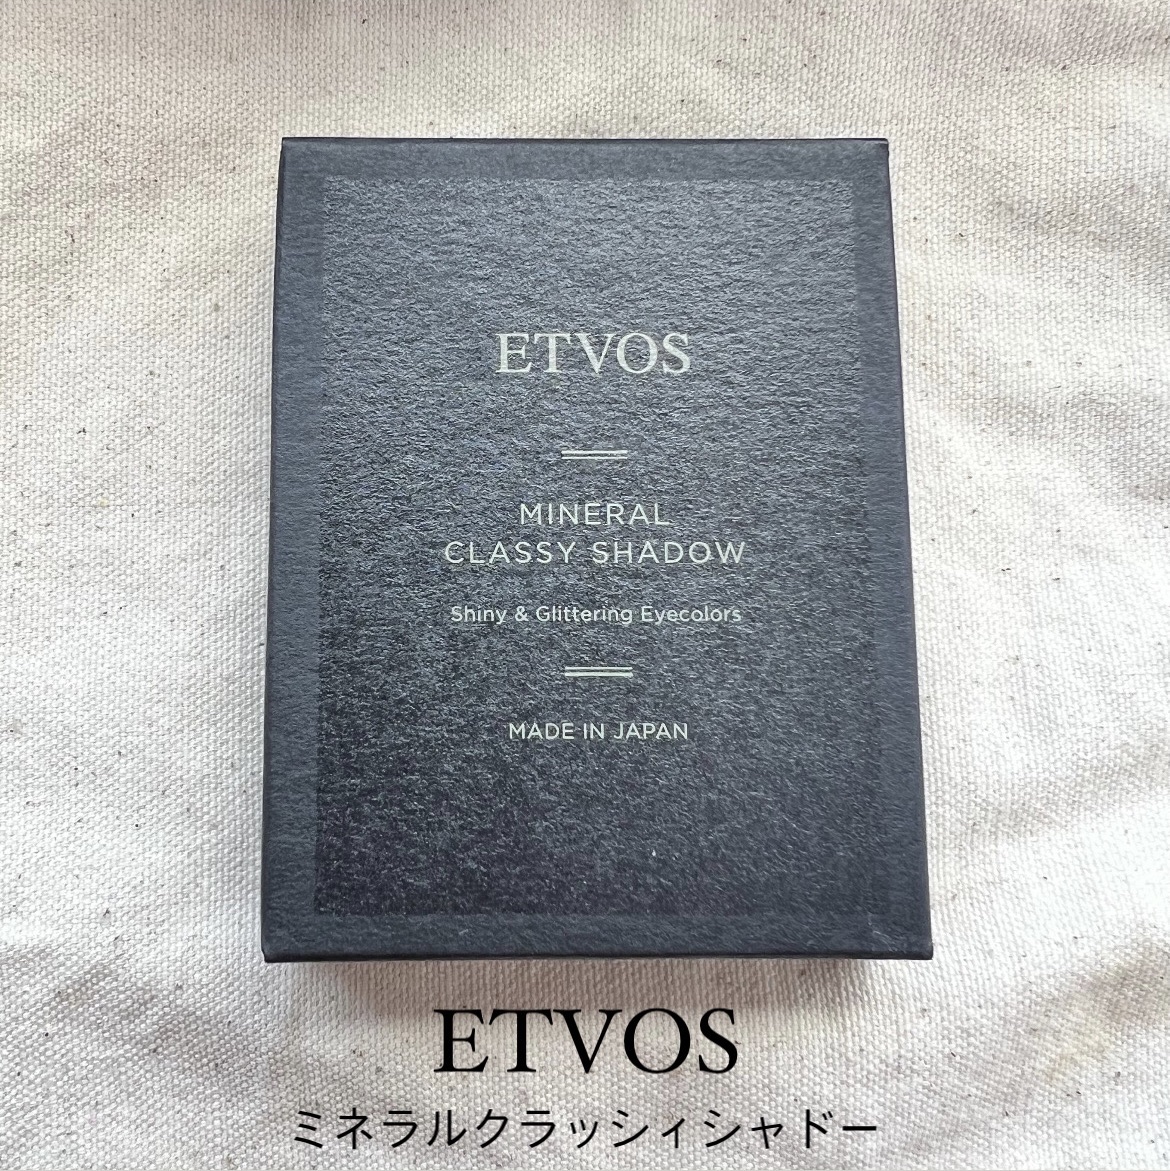 ETVOS
MINERAL
CLASSY SHADOW
Shiny & Glittering Eyecolors
MADE IN JAPAN
ETVOS
ミネラルクラッシィシャドー